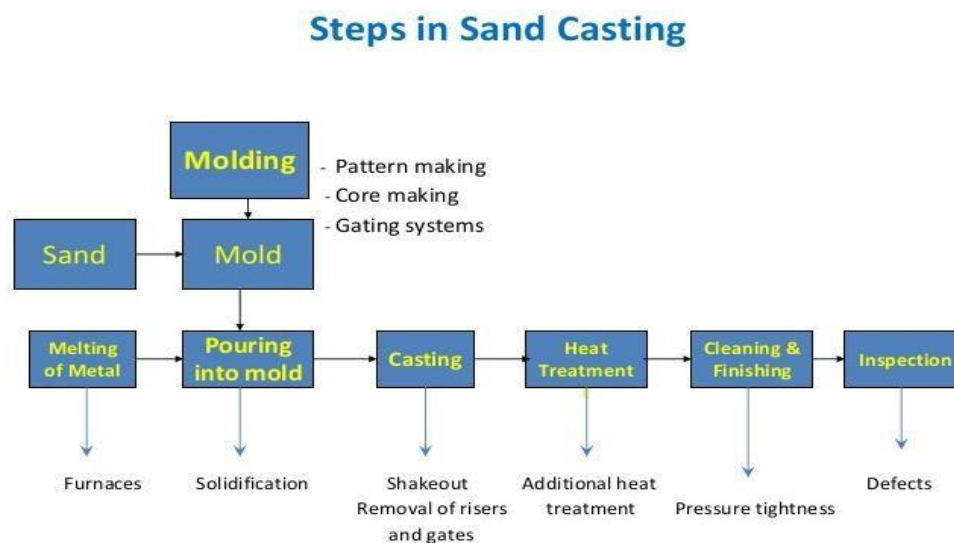 Steps in Sand Casting
Molding
- Pattern making
- Core making
- Gating systems
Sand
Mold
Melting
of Metal
Pouring
into mold
Casting
Heat
Treatment
Cleaning &
Finishing
Inspection
Furnaces
Solidification
Shakeout
Removal of risers
and gates
Additional heat
treatment
Pressure tightness
Defects